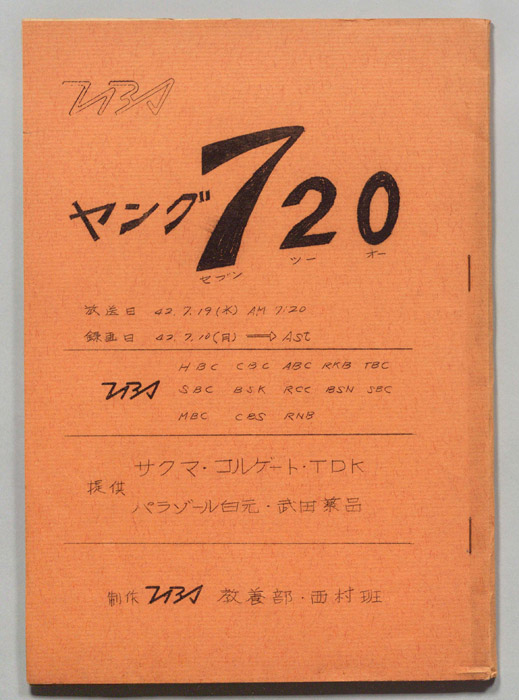 TBS
ヤング720
セブン ツー オー
放送日 42.7.19(水) AM 7:20
録画日 42.7.10(月) ⟹ ASt
TBS HBC CBC ABC RKB TBC
SBC BSK RCC BSN SBC
MBC CBS RNB
提供 サクマ・コルゲート・TDK
パラゾール白元・武田薬品
制作 TBS 教養部・西村班